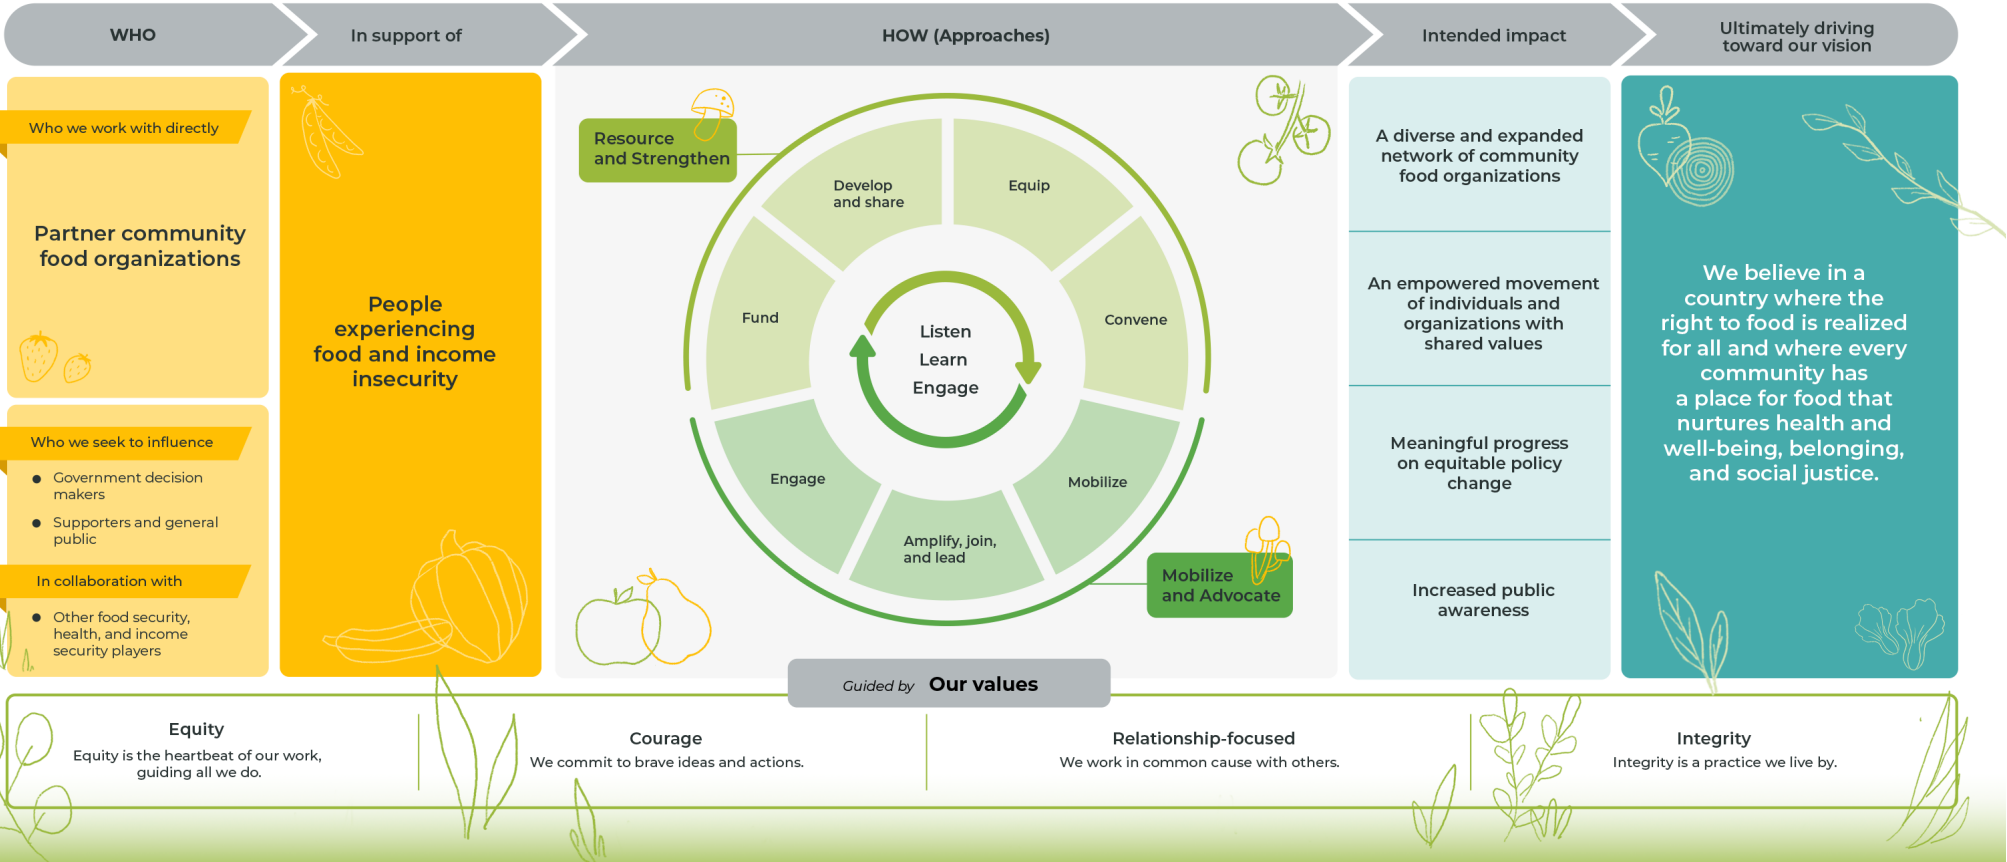 WHO
In support of
HOW (Approaches)
Intended impact
Ultimately driving
toward our vision
Who we work with directly
Partner community
food organizations
Who we seek to influence
● Government decision
makers
● Supporters and general
public
In collaboration with
● Other food security,
health, and income
security players
People
experiencing
food and income
insecurity
Resource
and Strengthen
Develop
and share
Equip
Fund
Convene
Listen
Learn
Engage
Engage
Mobilize
Amplify, join,
and lead
Mobilize
and Advocate
A diverse and expanded
network of community
food organizations
An empowered movement
of individuals and
organizations with
shared values
Meaningful progress
on equitable policy
change
Increased public
awareness
We believe in a
country where the
right to food is realized
for all and where every
community has
a place for food that
nurtures health and
well-being, belonging,
and social justice.
Guided by Our values
Equity
Equity is the heartbeat of our work,
guiding all we do.
Courage
We commit to brave ideas and actions.
Relationship-focused
We work in common cause with others.
Integrity
Integrity is a practice we live by.